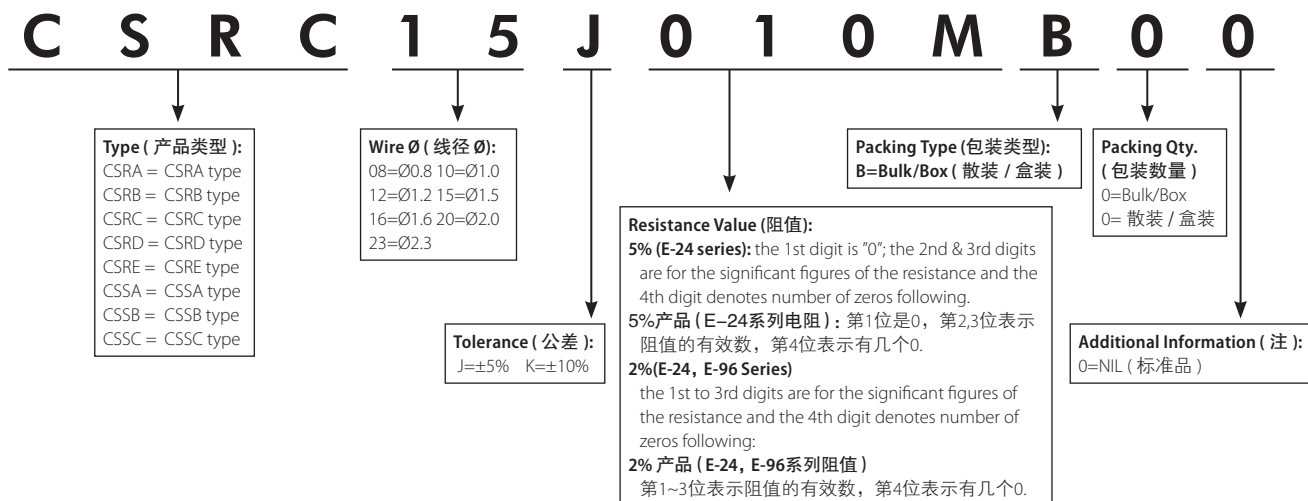 C S R C 1 5 J 0 1 0 M B 0 0
Type ( 产品类型 ):
CSRA = CSRA type
CSRB = CSRB type
CSRC = CSRC type
CSRD = CSRD type
CSRE = CSRE type
CSSA = CSSA type
CSSB = CSSB type
CSSC = CSSC type
Wire Ø ( 线径 Ø):
08=Ø0.8 10=Ø1.0
12=Ø1.2 15=Ø1.5
16=Ø1.6 20=Ø2.0
23=Ø2.3
Tolerance ( 公差 ):
J=±5% K=±10%
Resistance Value (阻值):
5% (E-24 series): the 1st digit is "0"; the 2nd & 3rd digits
are for the significant figures of the resistance and the
4th digit denotes number of zeros following.
5%产品 ( E–24系列电阻 ) : 第1位是0，第2,3位表示
阻值的有效数，第4位表示有几个0.
2%(E-24, E-96 Series)
the 1st to 3rd digits are for the significant figures of
the resistance and the 4th digit denotes number of
zeros following:
2% 产品 ( E-24, E-96系列阻值 )
第1~3位表示阻值的有效数，第4位表示有几个0.
Packing Type (包装类型):
B=Bulk/Box ( 散装 / 盒装 )
Packing Qty.
( 包装数量 )
0=Bulk/Box
0= 散装 / 盒装
Additional Information ( 注 ):
0=NIL ( 标准品 )